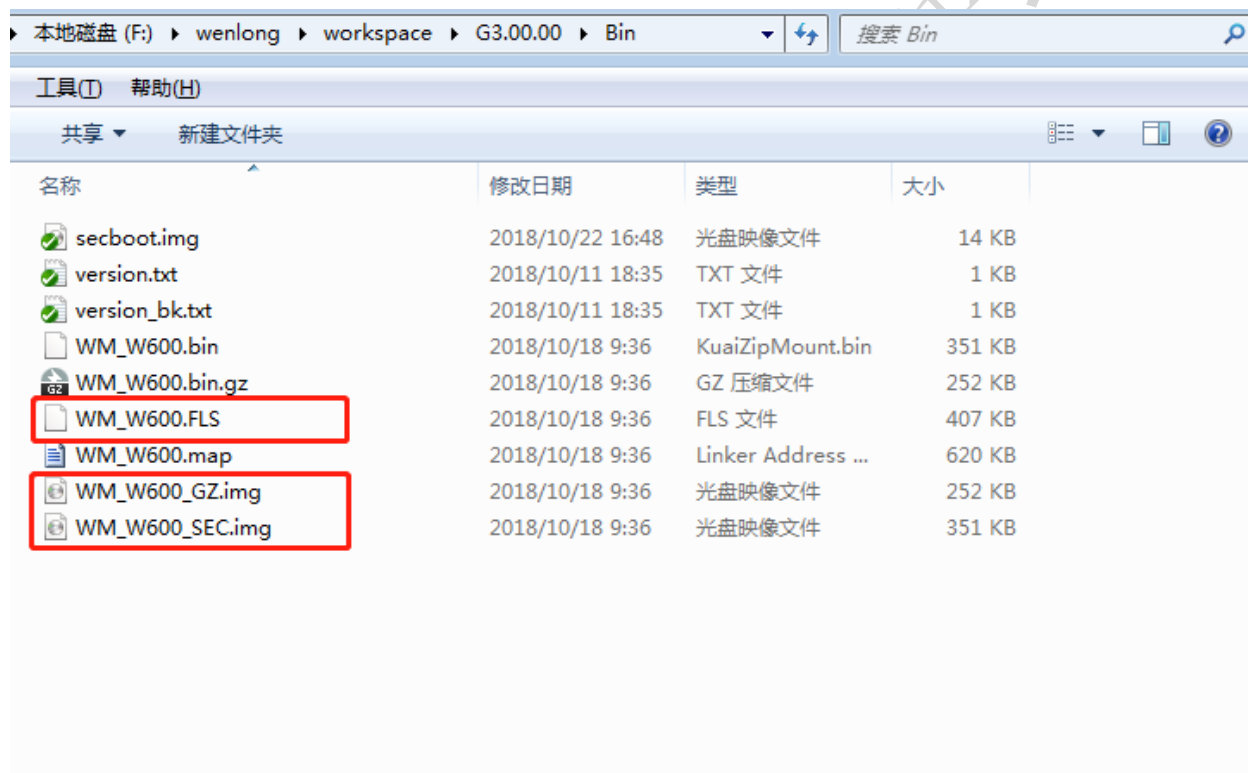 本地磁盘 (F:) ▸ wenlong ▸ workspace ▸ G3.00.00 ▸ Bin 搜索 Bin
工具(T) 帮助(H)
共享 新建文件夹
名称 修改日期 类型 大小
secboot.img 2018/10/22 16:48 光盘映像文件 14 KB
version.txt 2018/10/11 18:35 TXT 文件 1 KB
version_bk.txt 2018/10/11 18:35 TXT 文件 1 KB
WM_W600.bin 2018/10/18 9:36 KuaiZipMount.bin 351 KB
WM_W600.bin.gz 2018/10/18 9:36 GZ 压缩文件 252 KB
WM_W600.FLS 2018/10/18 9:36 FLS 文件 407 KB
WM_W600.map 2018/10/18 9:36 Linker Address ... 620 KB
WM_W600_GZ.img 2018/10/18 9:36 光盘映像文件 252 KB
WM_W600_SEC.img 2018/10/18 9:36 光盘映像文件 351 KB